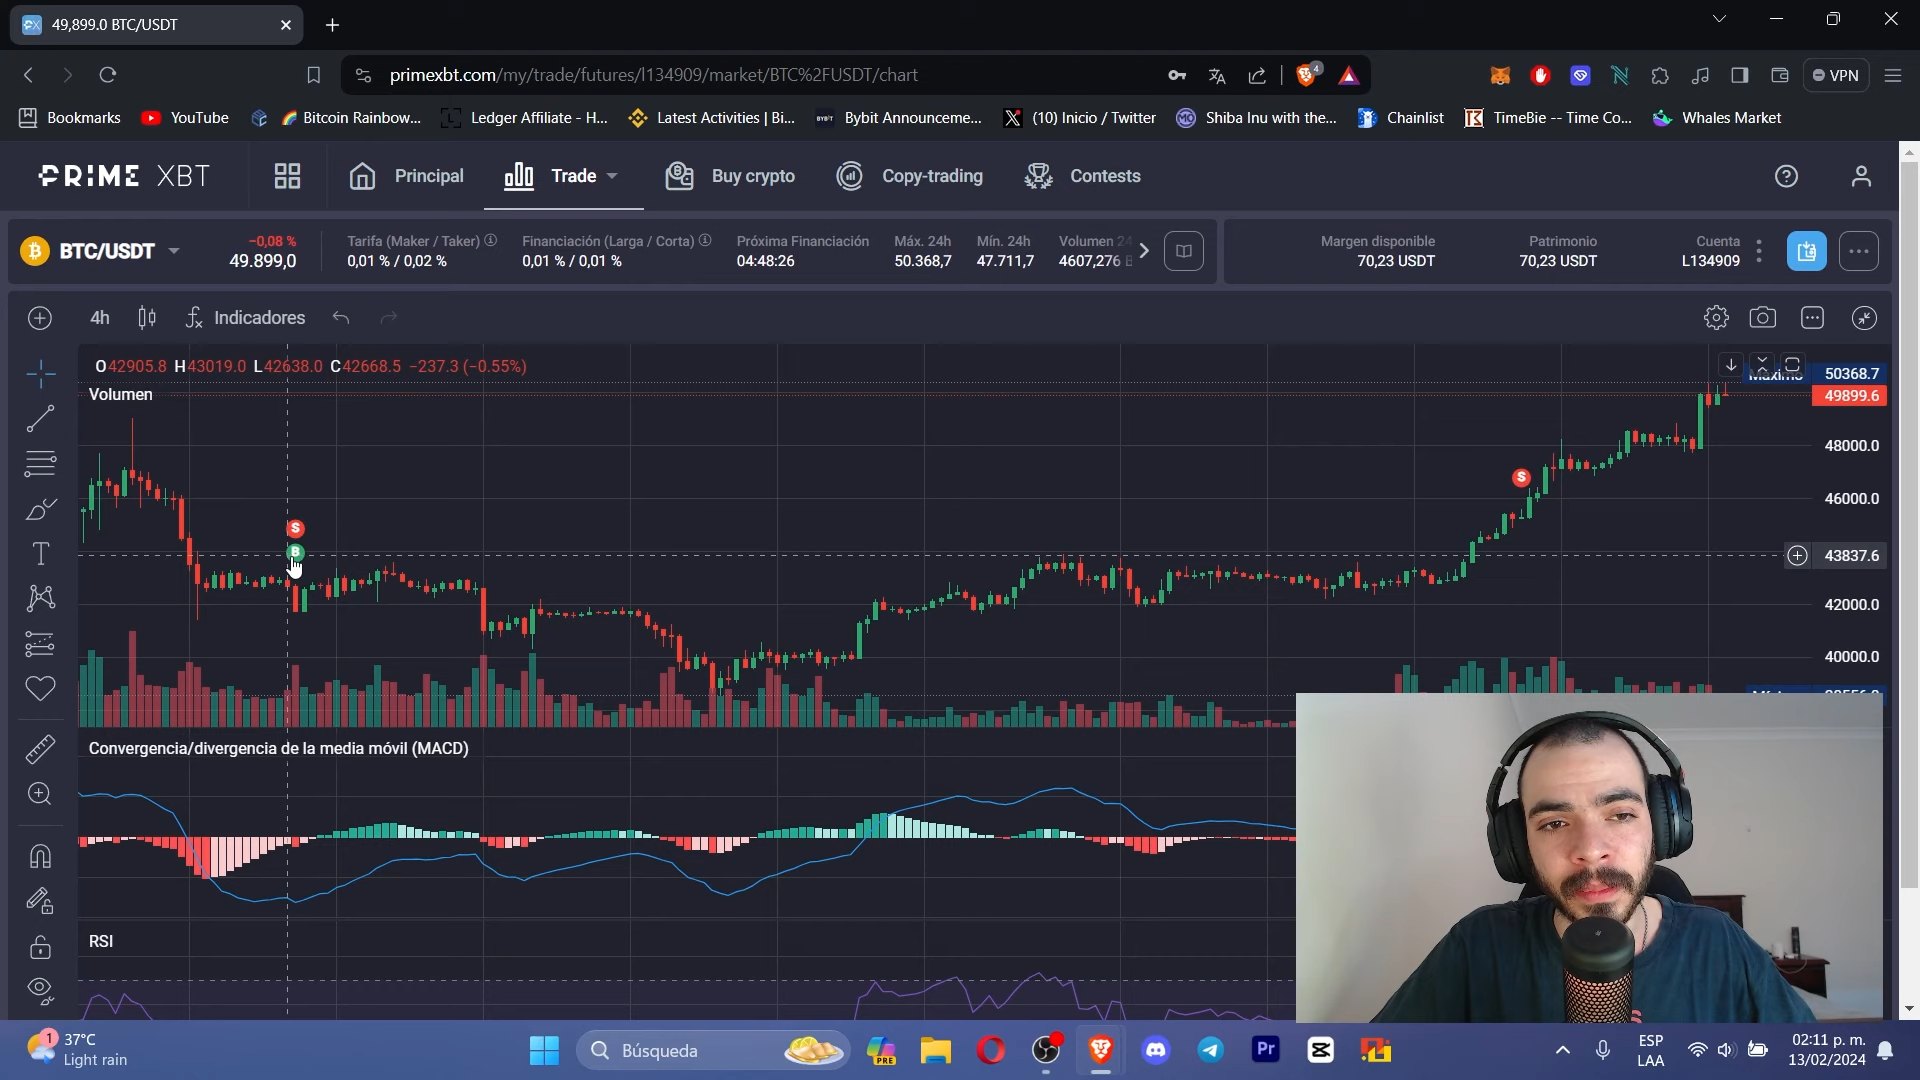 49,899.0 BTC/USDT
primexbt.com/my/trade/futures/l134909/market/BTC%2FUSDT/chart
4
VPN
Bookmarks
YouTube
Bitcoin Rainbow...
Ledger Affiliate - H...
Latest Activities | Bi...
BYBIT
Bybit Announceme...
(10) Inicio / Twitter
Shiba Inu with the...
Chainlist
TimeBie -- Time Co...
Whales Market
PRIME XBT
Principal
Trade
Buy crypto
Copy-trading
Contests
BTC/USDT
−0,08 %
49.899,0
Tarifa (Maker / Taker)
0,01 % / 0,02 %
Financiación (Larga / Corta)
0,01 % / 0,01 %
Próxima Financiación
04:48:26
Máx. 24h
50.368,7
Mín. 24h
47.711,7
Volumen 24
4607,276 B
Margen disponible
70,23 USDT
Patrimonio
70,23 USDT
Cuenta
L134909
4h
Indicadores
O42905.8 H43019.0 L42638.0 C42668.5 −237.3 (−0.55%)
Volumen
Máximo
50368.7
49899.6
48000.0
46000.0
43837.6
42000.0
40000.0
S
B
S
Convergencia/divergencia de la media móvil (MACD)
RSI
1
37°C
Light rain
Búsqueda
PRE
Pr
ESP
LAA
02:11 p. m.
13/02/2024